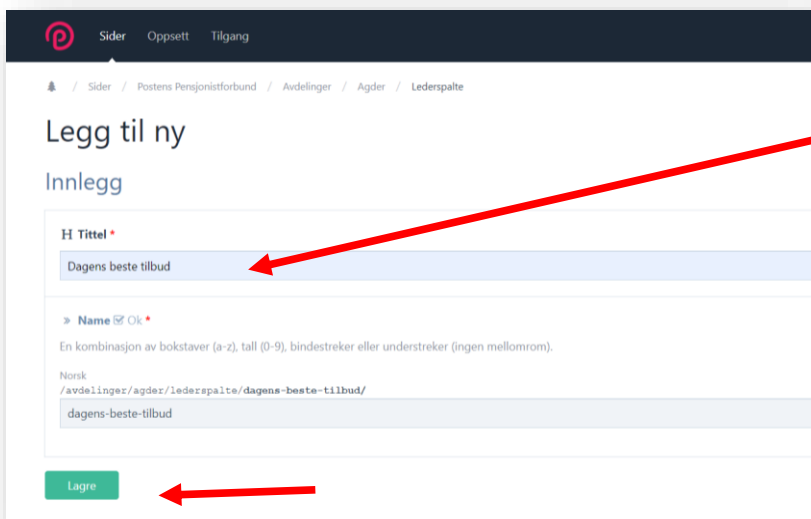 Sider Oppsett Tilgang
/ Sider / Postens Pensjonistforbund / Avdelinger / Agder / Lederspalte
Legg til ny
Innlegg
Tittel *
Dagens beste tilbud
» Name Ok *
En kombinasjon av bokstaver (a-z), tall (0-9), bindestreker eller understreker (ingen mellomrom).
Norsk
/avdelinger/agder/lederspalte/dagens-beste-tilbud/
dagens-beste-tilbud
Lagre